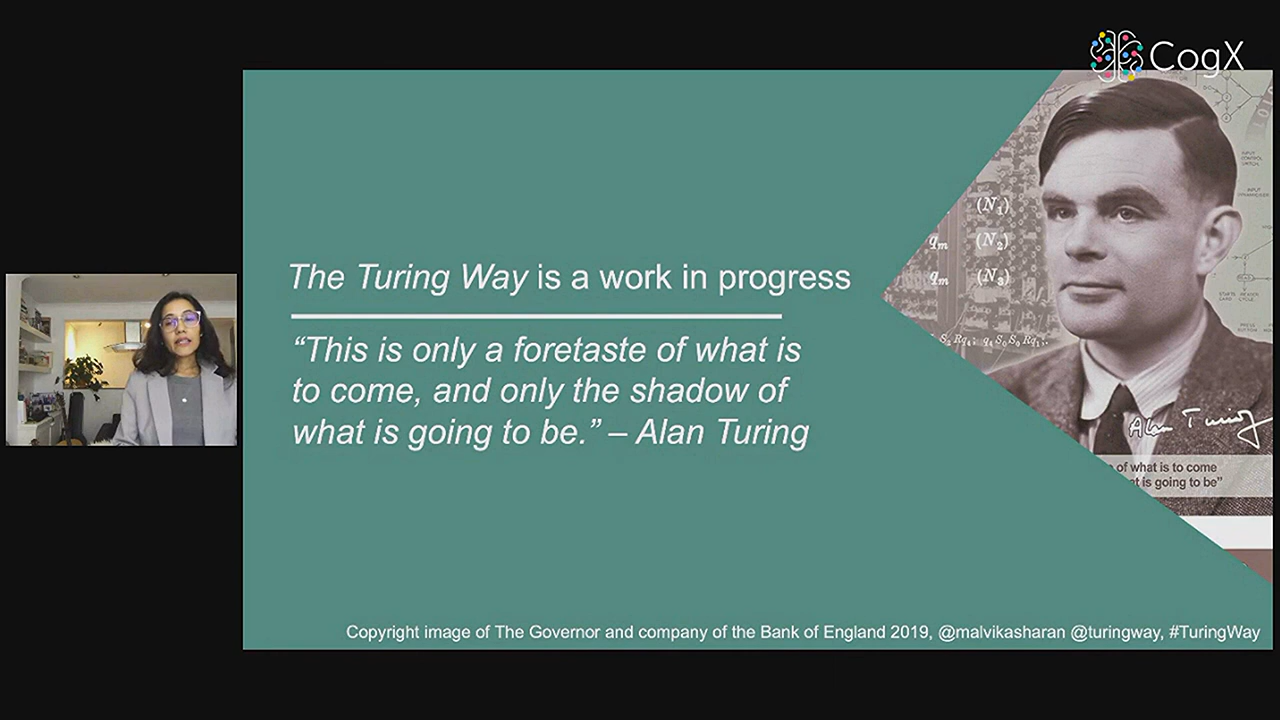 CogX
The Turing Way is a work in progress
“This is only a foretaste of what is
to come, and only the shadow of
what is going to be.” – Alan Turing
(N₁)
qₘ (N₂)
qₘ (N₃)
Alan Turing
of what is to come
is going to be”
Copyright image of The Governor and company of the Bank of England 2019, @malvikasharan @turingway, #TuringWay